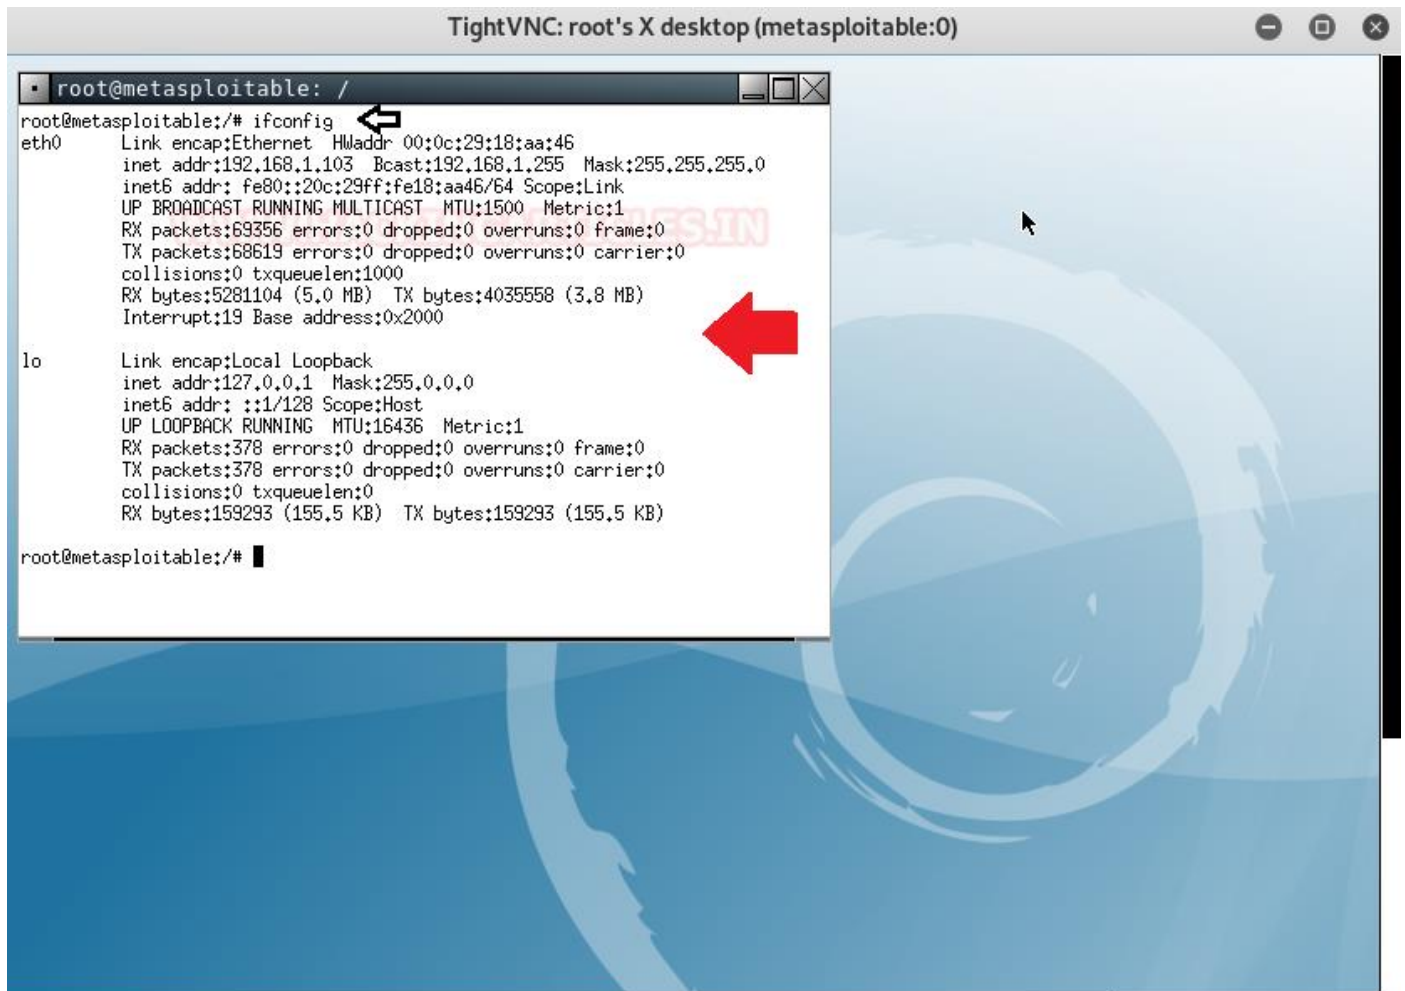 TightVNC: root's X desktop (metasploitable:0)
root@metasploitable: /
root@metasploitable:/# ifconfig
eth0 Link encap:Ethernet HWaddr 00:0c:29:18:aa:46
inet addr:192.168.1.103 Bcast:192.168.1.255 Mask:255.255.255.0
inet6 addr: fe80::20c:29ff:fe18:aa46/64 Scope:Link
UP BROADCAST RUNNING MULTICAST MTU:1500 Metric:1
RX packets:69356 errors:0 dropped:0 overruns:0 frame:0
TX packets:68619 errors:0 dropped:0 overruns:0 carrier:0
collisions:0 txqueuelen:1000
RX bytes:5281104 (5.0 MB) TX bytes:4035558 (3.8 MB)
Interrupt:19 Base address:0x2000
lo Link encap:Local Loopback
inet addr:127.0.0.1 Mask:255.0.0.0
inet6 addr: ::1/128 Scope:Host
UP LOOPBACK RUNNING MTU:16436 Metric:1
RX packets:378 errors:0 dropped:0 overruns:0 frame:0
TX packets:378 errors:0 dropped:0 overruns:0 carrier:0
collisions:0 txqueuelen:0
RX bytes:159293 (155.5 KB) TX bytes:159293 (155.5 KB)
root@metasploitable:/#